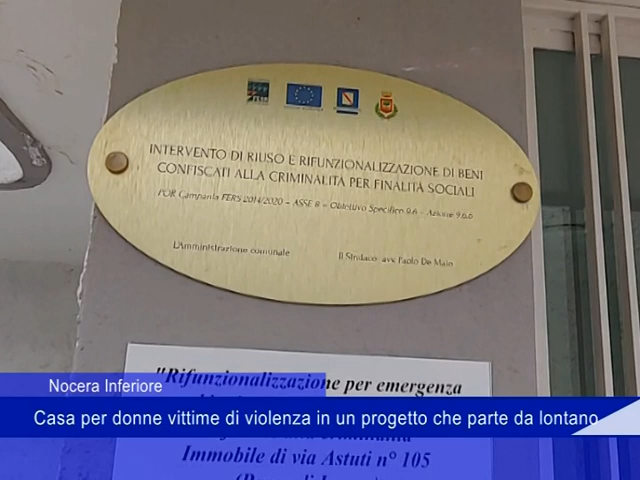 INTERVENTO DI RIUSO E RIFUNZIONALIZZAZIONE DI BENI
CONFISCATI ALLA CRIMINALITÀ PER FINALITÀ SOCIALI
POR Campania FERS 2014/2020 - ASSE 8 - Obiettivo Specifico 9.6 - Azione 9.6.6
L'Amministrazione comunale
Il Sindaco avv. Paolo De Maio
"Rifunzionalizzazione per emergenza
Nocera Inferiore
Casa per donne vittime di violenza in un progetto che parte da lontano
Immobile di via Astuti n° 105